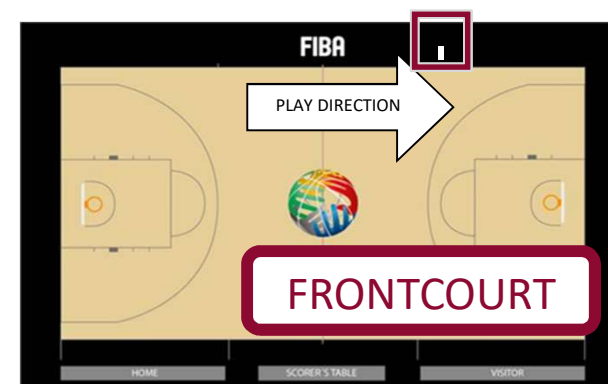 FIBA
PLAY DIRECTION
FRONTCOURT
HOME
SCORER'S TABLE
VISITOR